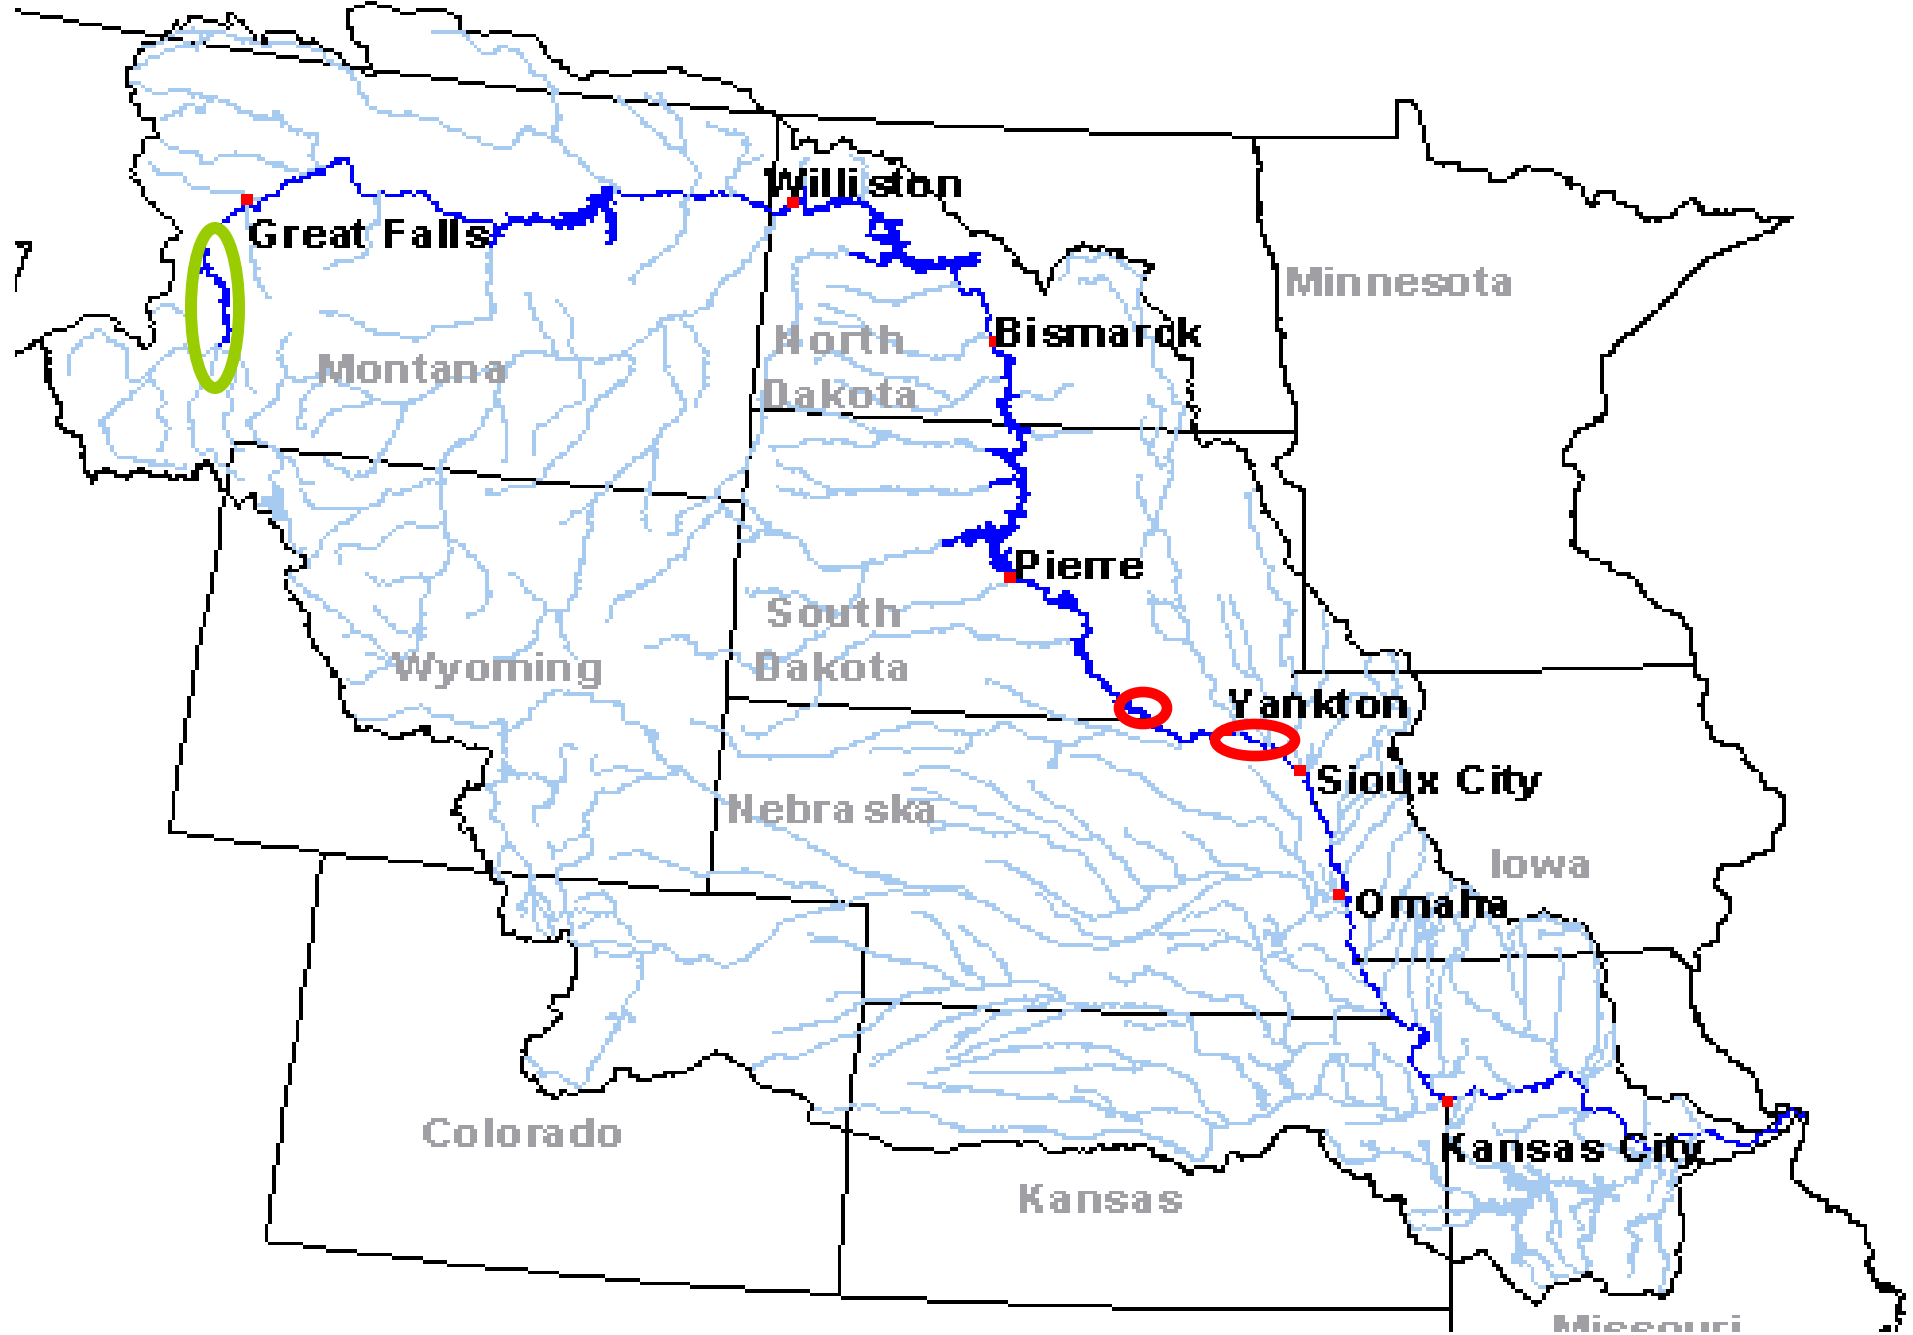 Williston
Great Falls
Minnesota
North
Dakota
Bismarck
Montana
Pierre
South
Dakota
Wyoming
Yankton
Sioux City
Nebraska
Iowa
Omaha
Colorado
Kansas City
Kansas
Missouri